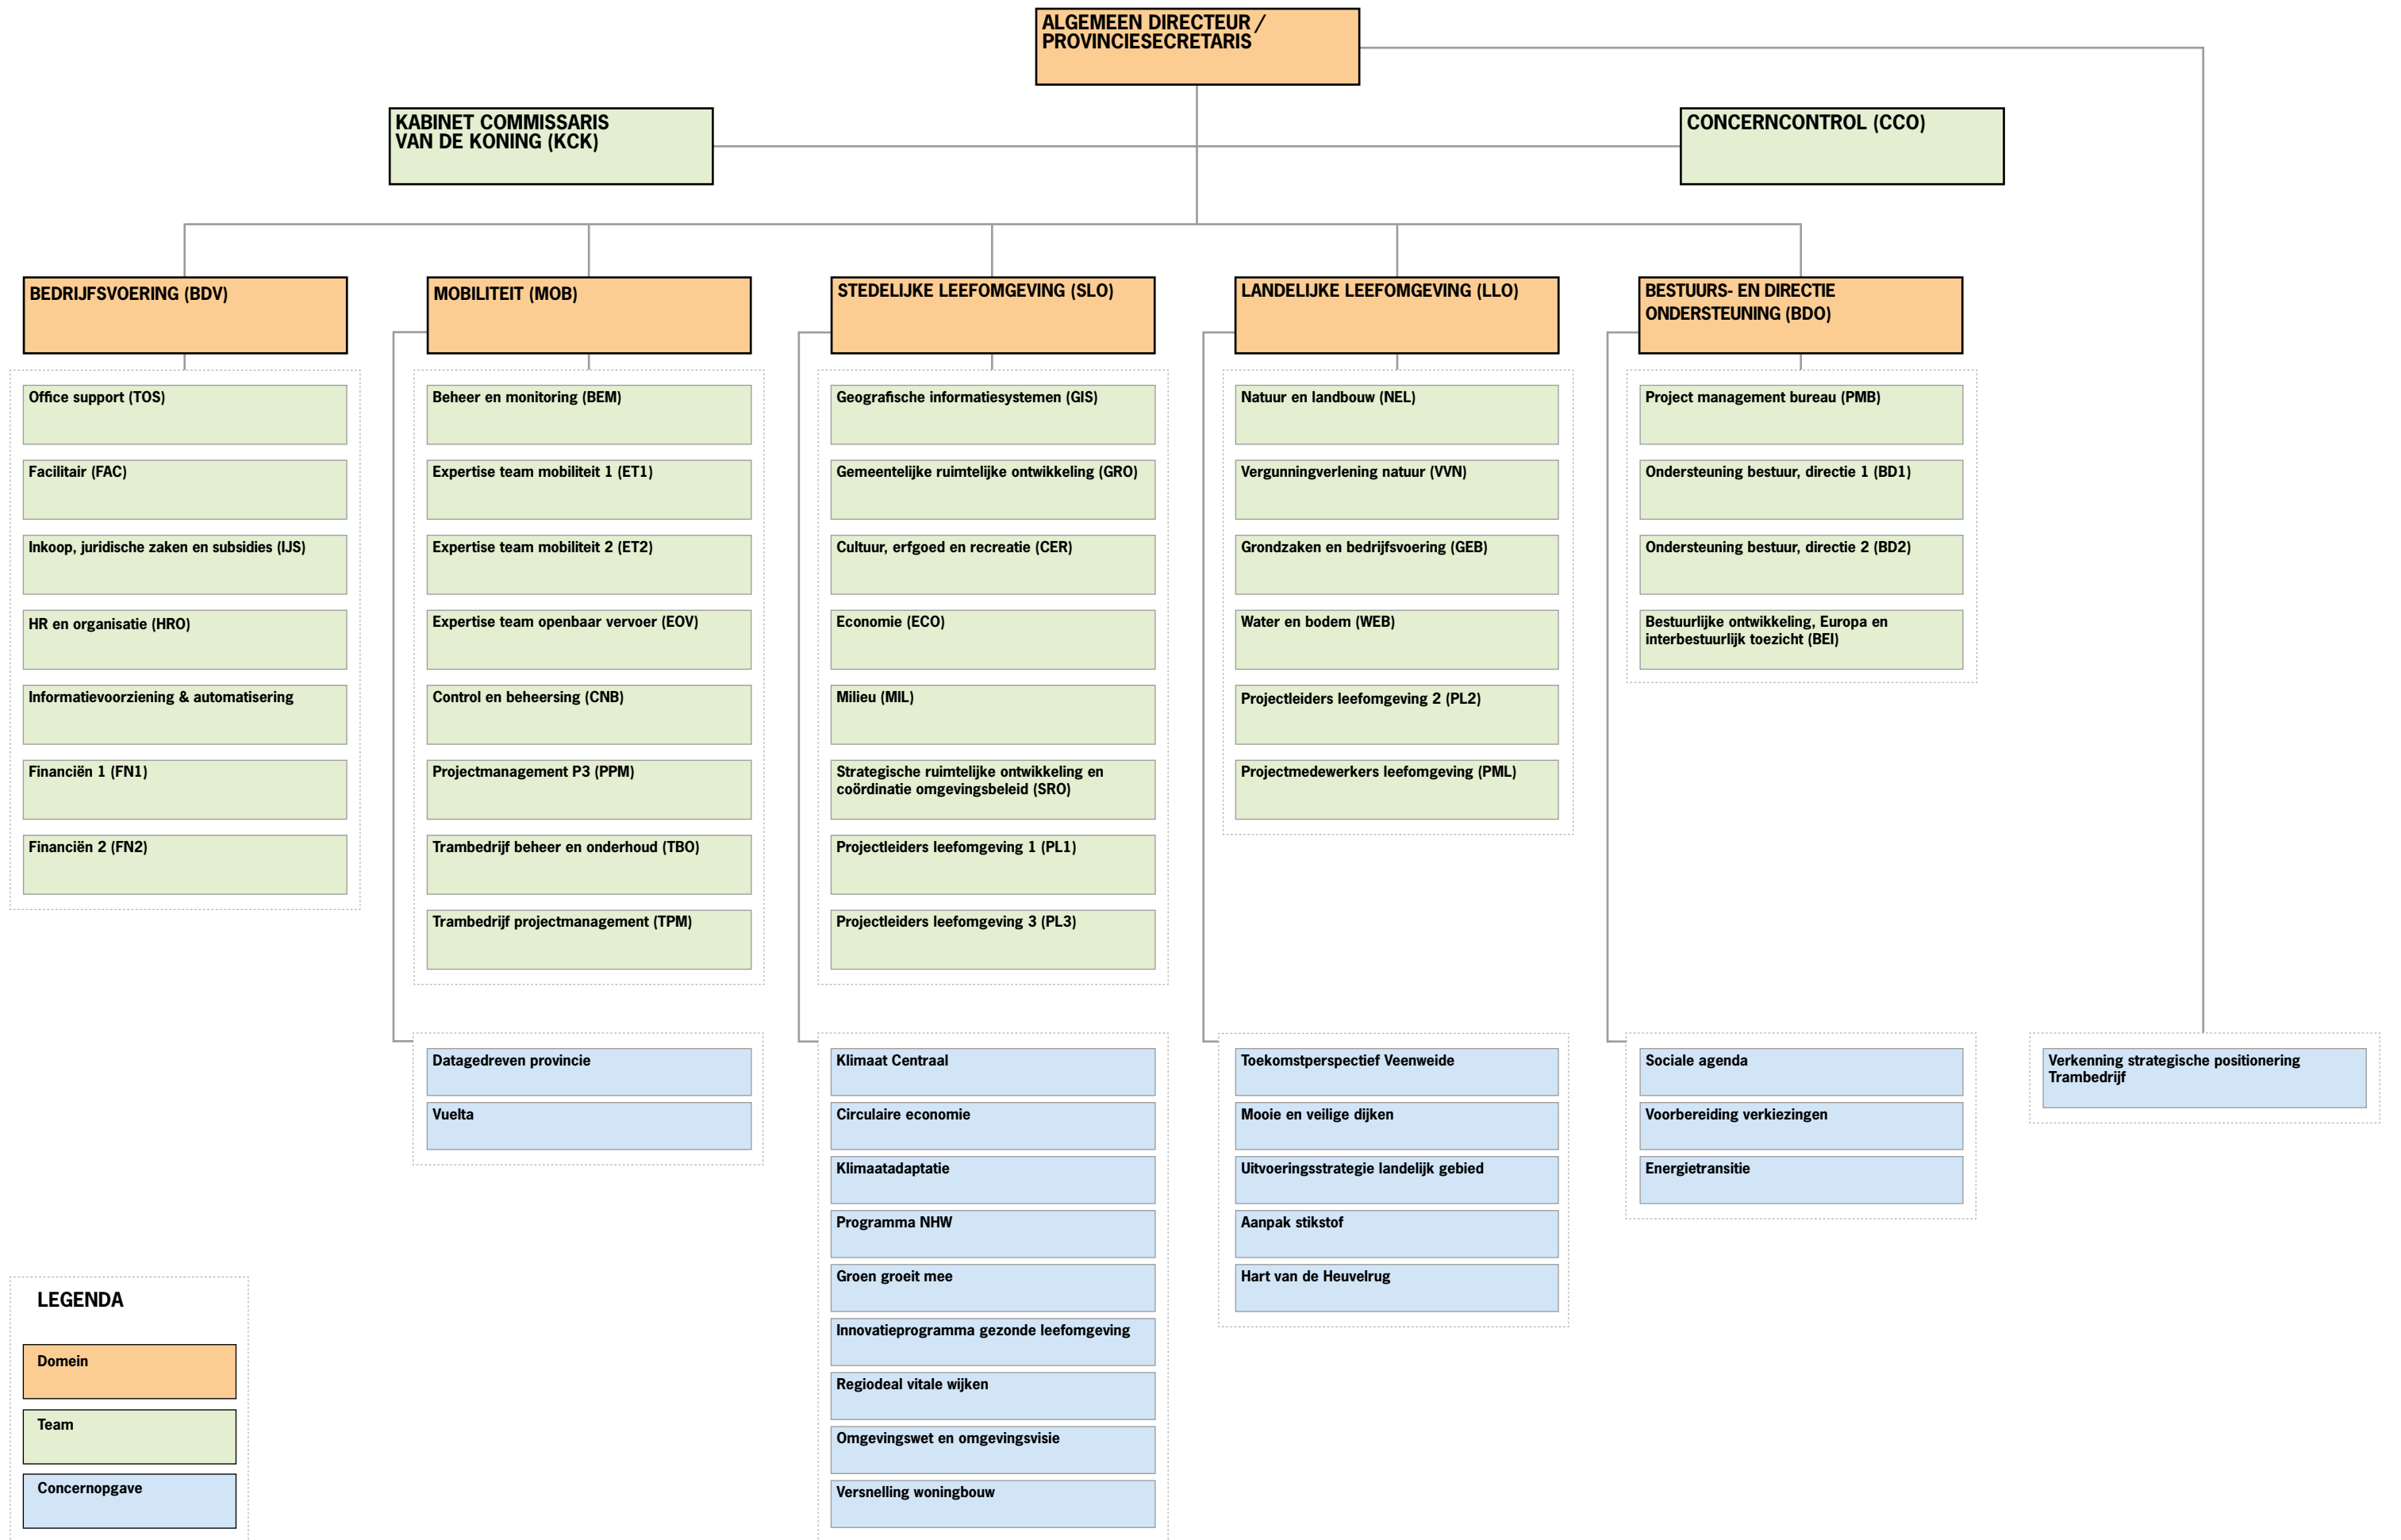 ALGEMEEN DIRECTEUR /
PROVINCIESECRETARIS
KABINET COMMISSARIS
VAN DE KONING (KCK)
CONCERNCONTROL (CCO)
BEDRIJFSVOERING (BDV)
Office support (TOS)
Facilitair (FAC)
Inkoop, juridische zaken en subsidies (IJS)
HR en organisatie (HRO)
Informatievoorziening & automatisering
Financiën 1 (FN1)
Financiën 2 (FN2)
MOBILITEIT (MOB)
Beheer en monitoring (BEM)
Expertise team mobiliteit 1 (ET1)
Expertise team mobiliteit 2 (ET2)
Expertise team openbaar vervoer (EOV)
Control en beheersing (CNB)
Projectmanagement P3 (PPM)
Trambedrijf beheer en onderhoud (TBO)
Trambedrijf projectmanagement (TPM)
Datagedreven provincie
Vuelta
STEDELIJKE LEEFOMGEVING (SLO)
Geografische informatiesystemen (GIS)
Gemeentelijke ruimtelijke ontwikkeling (GRO)
Cultuur, erfgoed en recreatie (CER)
Economie (ECO)
Milieu (MIL)
Strategische ruimtelijke ontwikkeling en
coördinatie omgevingsbeleid (SRO)
Projectleiders leefomgeving 1 (PL1)
Projectleiders leefomgeving 3 (PL3)
Klimaat Centraal
Circulaire economie
Klimaatadaptatie
Programma NHW
Groen groeit mee
Innovatieprogramma gezonde leefomgeving
Regiodeal vitale wijken
Omgevingswet en omgevingsvisie
Versnelling woningbouw
LANDELIJKE LEEFOMGEVING (LLO)
Natuur en landbouw (NEL)
Vergunningverlening natuur (VVN)
Grondzaken en bedrijfsvoering (GEB)
Water en bodem (WEB)
Projectleiders leefomgeving 2 (PL2)
Projectmedewerkers leefomgeving (PML)
Toekomstperspectief Veenweide
Mooie en veilige dijken
Uitvoeringsstrategie landelijk gebied
Aanpak stikstof
Hart van de Heuvelrug
BESTUURS- EN DIRECTIE
ONDERSTEUNING (BDO)
Project management bureau (PMB)
Ondersteuning bestuur, directie 1 (BD1)
Ondersteuning bestuur, directie 2 (BD2)
Bestuurlijke ontwikkeling, Europa en
interbestuurlijk toezicht (BEI)
Sociale agenda
Voorbereiding verkiezingen
Energietransitie
Verkenning strategische positionering
Trambedrijf
LEGENDA
Domein
Team
Concernopgave